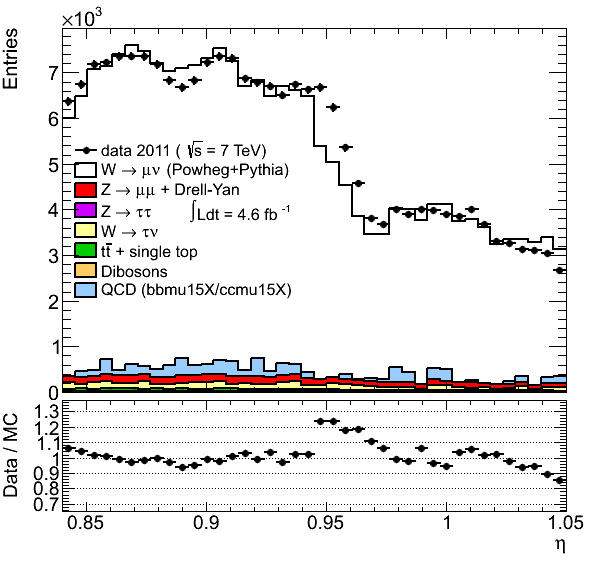 ×10³
Entries
7
6
5
4
3
2
1
0
data 2011 ( √s = 7 TeV)
W → μν (Powheg+Pythia)
Z → μμ + Drell-Yan
Z → ττ
∫Ldt = 4.6 fb⁻¹
W → τν
tt̄ + single top
Dibosons
QCD (bbmu15X/ccmu15X)
Data / MC
1.3
1.2
1.1
1
0.9
0.8
0.7
0.85 0.9 0.95 1 1.05
η